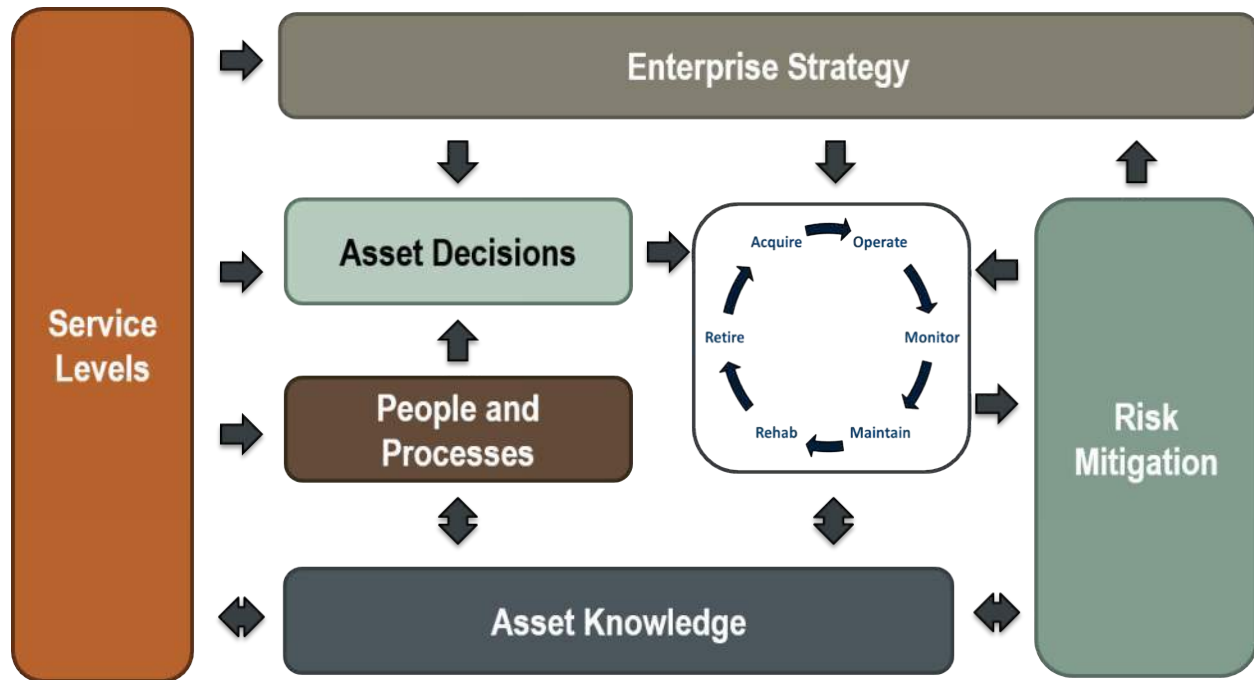 Enterprise Strategy
Service
Levels
Asset Decisions
Acquire
Operate
Retire
Monitor
Rehab
Maintain
People and
Processes
Risk
Mitigation
Asset Knowledge